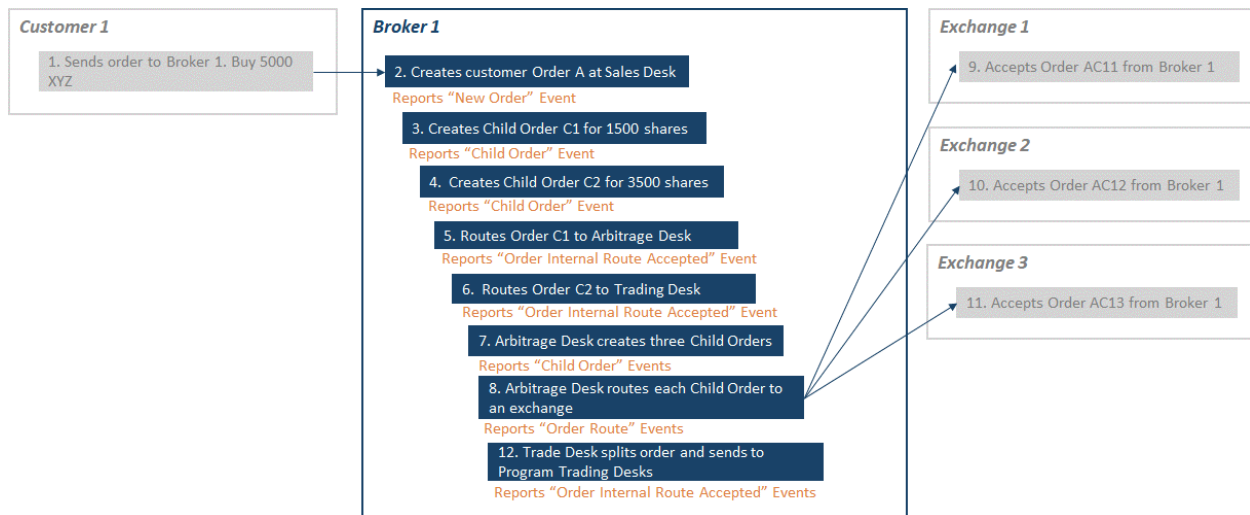 Customer 1
1. Sends order to Broker 1. Buy 5000
XYZ
Broker 1
2. Creates customer Order A at Sales Desk
Reports “New Order” Event
3. Creates Child Order C1 for 1500 shares
Reports “Child Order” Event
4. Creates Child Order C2 for 3500 shares
Reports “Child Order” Event
5. Routes Order C1 to Arbitrage Desk
Reports “Order Internal Route Accepted” Event
6. Routes Order C2 to Trading Desk
Reports “Order Internal Route Accepted” Event
7. Arbitrage Desk creates three Child Orders
Reports “Child Order” Events
8. Arbitrage Desk routes each Child Order to
an exchange
Reports “Order Route” Events
12. Trade Desk splits order and sends to
Program Trading Desks
Reports “Order Internal Route Accepted” Events
Exchange 1
9. Accepts Order AC11 from Broker 1
Exchange 2
10. Accepts Order AC12 from Broker 1
Exchange 3
11. Accepts Order AC13 from Broker 1